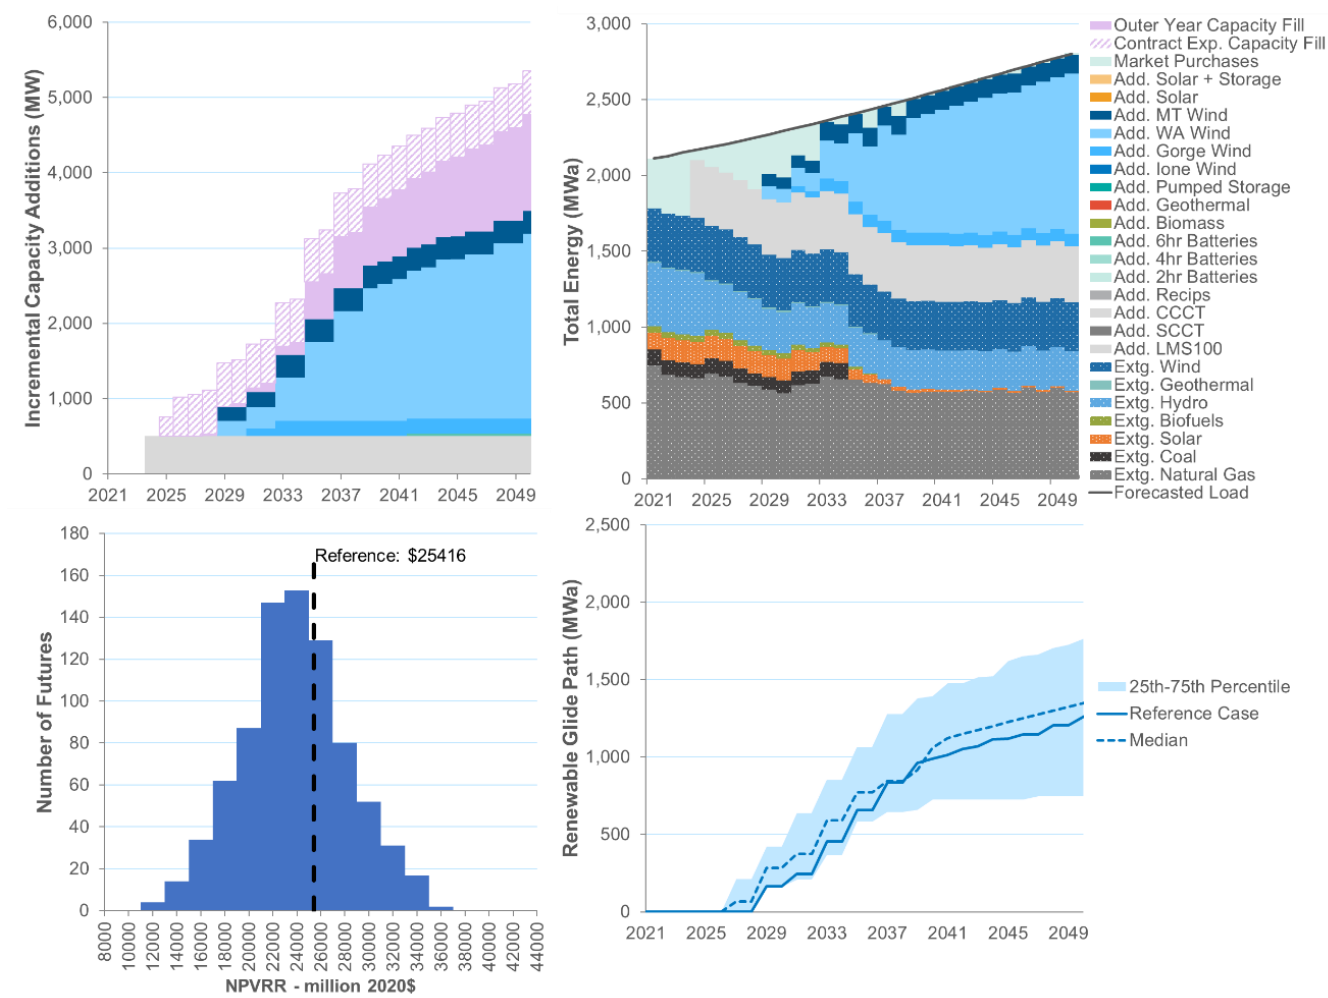 6,000
5,000
4,000
3,000
2,000
1,000
0
Incremental Capacity Additions (MW)
2021 2025 2029 2033 2037 2041 2045 2049
3,000
2,500
2,000
1,500
1,000
500
0
Total Energy (MWa)
2021 2025 2029 2033 2037 2041 2045 2049
Outer Year Capacity Fill
Contract Exp. Capacity Fill
Market Purchases
Add. Solar + Storage
Add. Solar
Add. MT Wind
Add. WA Wind
Add. Gorge Wind
Add. Ione Wind
Add. Pumped Storage
Add. Geothermal
Add. Biomass
Add. 6hr Batteries
Add. 4hr Batteries
Add. 2hr Batteries
Add. Recips
Add. CCCT
Add. SCCT
Add. LMS100
Extg. Wind
Extg. Geothermal
Extg. Hydro
Extg. Biofuels
Extg. Solar
Extg. Coal
Extg. Natural Gas
Forecasted Load
180
160
140
120
100
80
60
40
20
0
Number of Futures
Reference: $25416
8000 10000 12000 14000 16000 18000 20000 22000 24000 26000 28000 30000 32000 34000 36000 38000 40000 42000 44000
NPVRR - million 2020$
2,500
2,000
1,500
1,000
500
0
Renewable Glide Path (MWa)
2021 2025 2029 2033 2037 2041 2045 2049
25th-75th Percentile
Reference Case
Median